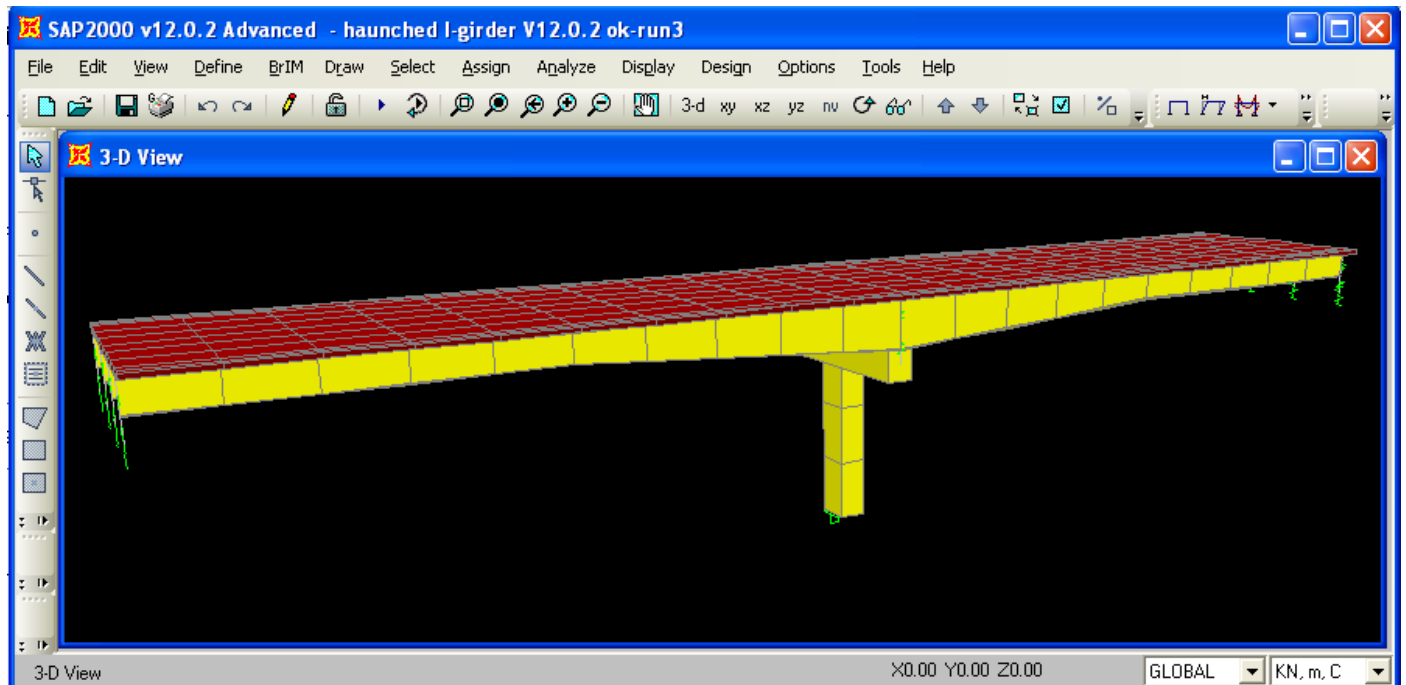 SAP2000 v12.0.2 Advanced - haunched I-girder V12.0.2 ok-run3
File Edit View Define BrIM Draw Select Assign Analyze Display Design Options Tools Help
3-d xy xz yz nv
3-D View
3-D View X0.00 Y0.00 Z0.00 GLOBAL KN, m, C